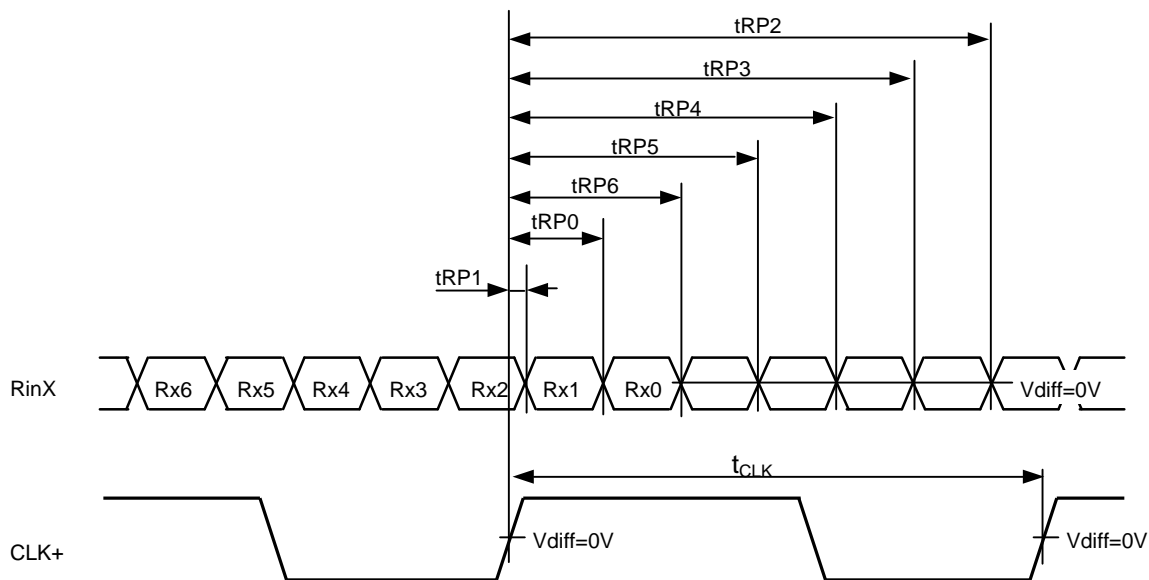 tRP2
tRP3
tRP4
tRP5
tRP6
tRP0
tRP1
RinX Rx6 Rx5 Rx4 Rx3 Rx2 Rx1 Rx0 Vdiff=0V
tCLK
CLK+ Vdiff=0V Vdiff=0V